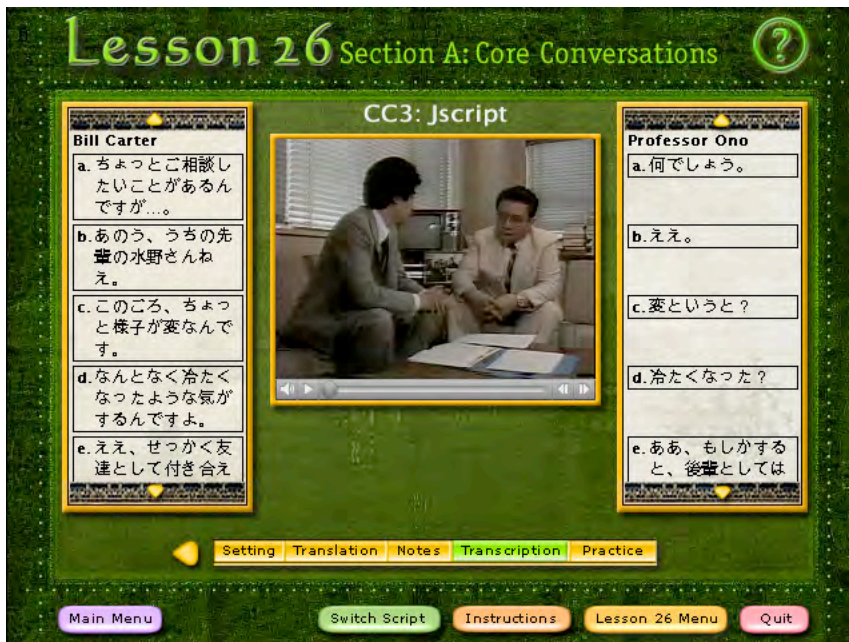 Lesson 26 Section A: Core Conversations
?
CC3: Jscript
Bill Carter
a. ちょっとご相談し
たいことがあるん
ですが...。
b. あのう、うちの先
輩の水野さんね
え。
c. このごろ、ちょっ
と様子が変なんで
す。
d. なんとなく冷たく
なったような気が
するんですよ。
e. ええ、せっかく友
達として付き合え
Professor Ono
a. 何でしょう。
b. ええ。
c. 変というと？
d. 冷たくなった？
e. ああ、もしかする
と、後輩としては
Setting
Translation
Notes
Transcription
Practice
Main Menu
Switch Script
Instructions
Lesson 26 Menu
Quit